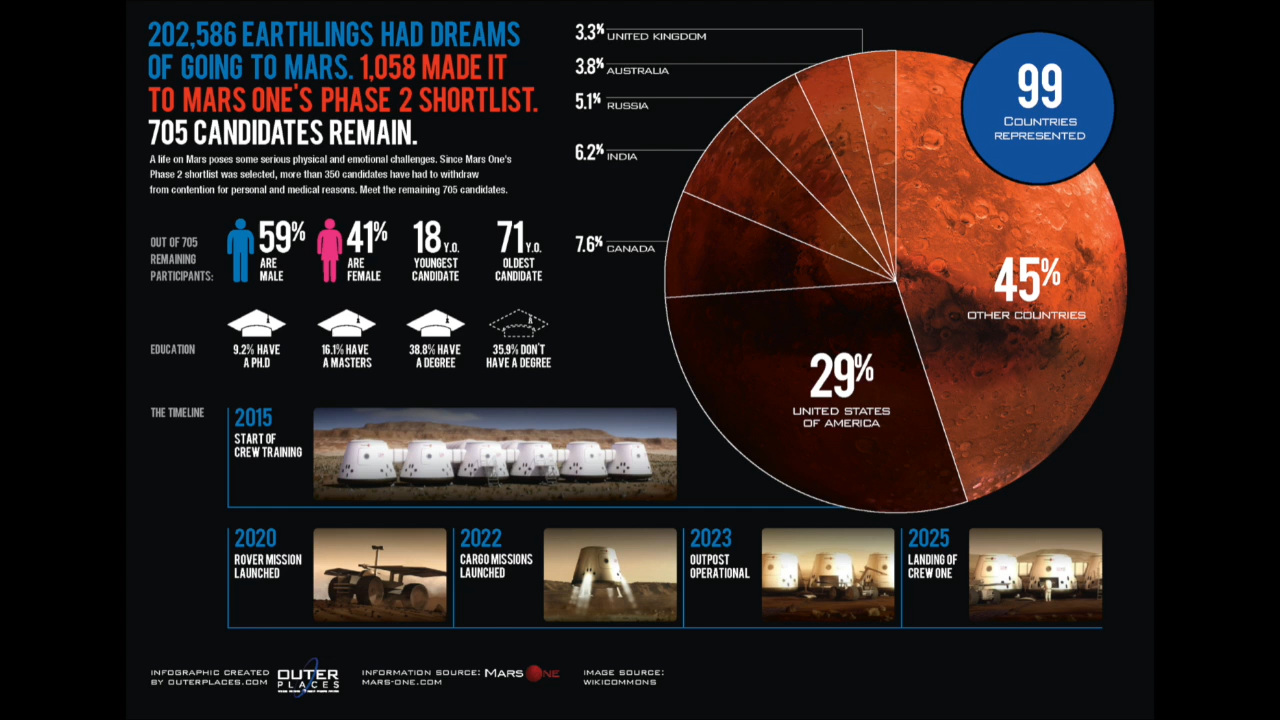 202,586 EARTHLINGS HAD DREAMS
OF GOING TO MARS. 1,058 MADE IT
TO MARS ONE'S PHASE 2 SHORTLIST.
705 CANDIDATES REMAIN.
A life on Mars poses some serious physical and emotional challenges. Since Mars One's
Phase 2 shortlist was selected, more than 350 candidates have had to withdraw
from contention for personal and medical reasons. Meet the remaining 705 candidates.
OUT OF 705
REMAINING
PARTICIPANTS:
59%
ARE
MALE
41%
ARE
FEMALE
18 Y.O.
YOUNGEST
CANDIDATE
71 Y.O.
OLDEST
CANDIDATE
EDUCATION
9.2% HAVE
A PH.D
16.1% HAVE
A MASTERS
38.8% HAVE
A DEGREE
35.9% DON'T
HAVE A DEGREE
3.3% UNITED KINGDOM
3.8% AUSTRALIA
5.1% RUSSIA
6.2% INDIA
7.6% CANADA
99
COUNTRIES
REPRESENTED
45%
OTHER COUNTRIES
29%
UNITED STATES
OF AMERICA
THE TIMELINE
2015
START OF
CREW TRAINING
2020
ROVER MISSION
LAUNCHED
2022
CARGO MISSIONS
LAUNCHED
2023
OUTPOST
OPERATIONAL
2025
LANDING OF
CREW ONE
INFOGRAPHIC CREATED
BY OUTERPLACES.COM
OUTER
PLACES
INFORMATION SOURCE: MARS ONE
MARS-ONE.COM
IMAGE SOURCE:
WIKICOMMONS